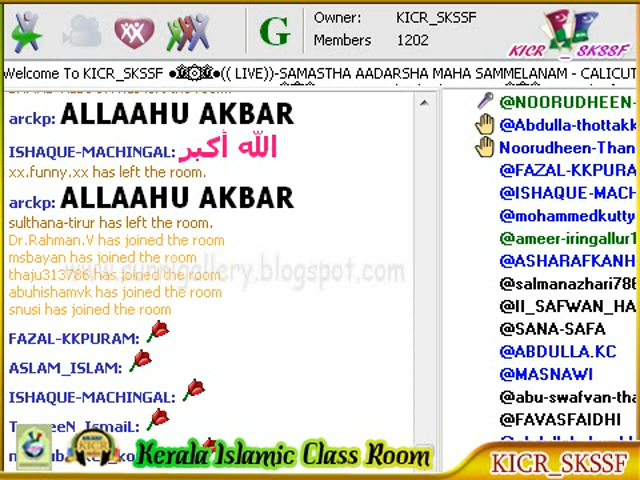 Owner: KICR_SKSSF
Members 1202
G
KICR SKSSF
Welcome To KICR_SKSSF ●۞●(( LIVE))-SAMASTHA AADARSHA MAHA SAMMELANAM - CALICUT
arckp: ALLAAHU AKBAR
ISHAQUE-MACHINGAL: الله أكبر
xx.funny.xx has left the room.
arckp: ALLAAHU AKBAR
sulthana-tirur has left the room.
Dr.Rahman.V has joined the room
msbayan has joined the room
thaju313786 has joined the room
abuhishamvk has joined the room
snusi has joined the room
FAZAL-KKPURAM:
ASLAM_ISLAM:
ISHAQUE-MACHINGAL:
@NOORUDHEEN-
@Abdulla-thottakk
Noorudheen-Than
@FAZAL-KKPURA
@ISHAQUE-MACH
@mohammedkutty
@ameer-iringallur1
@ASHARAFKANH
@salmanazhari786
@II_SAFWAN_HA
@SANA-SAFA
@ABDULLA.KC
@MASNAWI
@abu-swafvan-tha
@FAVASFAIDHI
Kerala Islamic Class Room
KICR_SKSSF